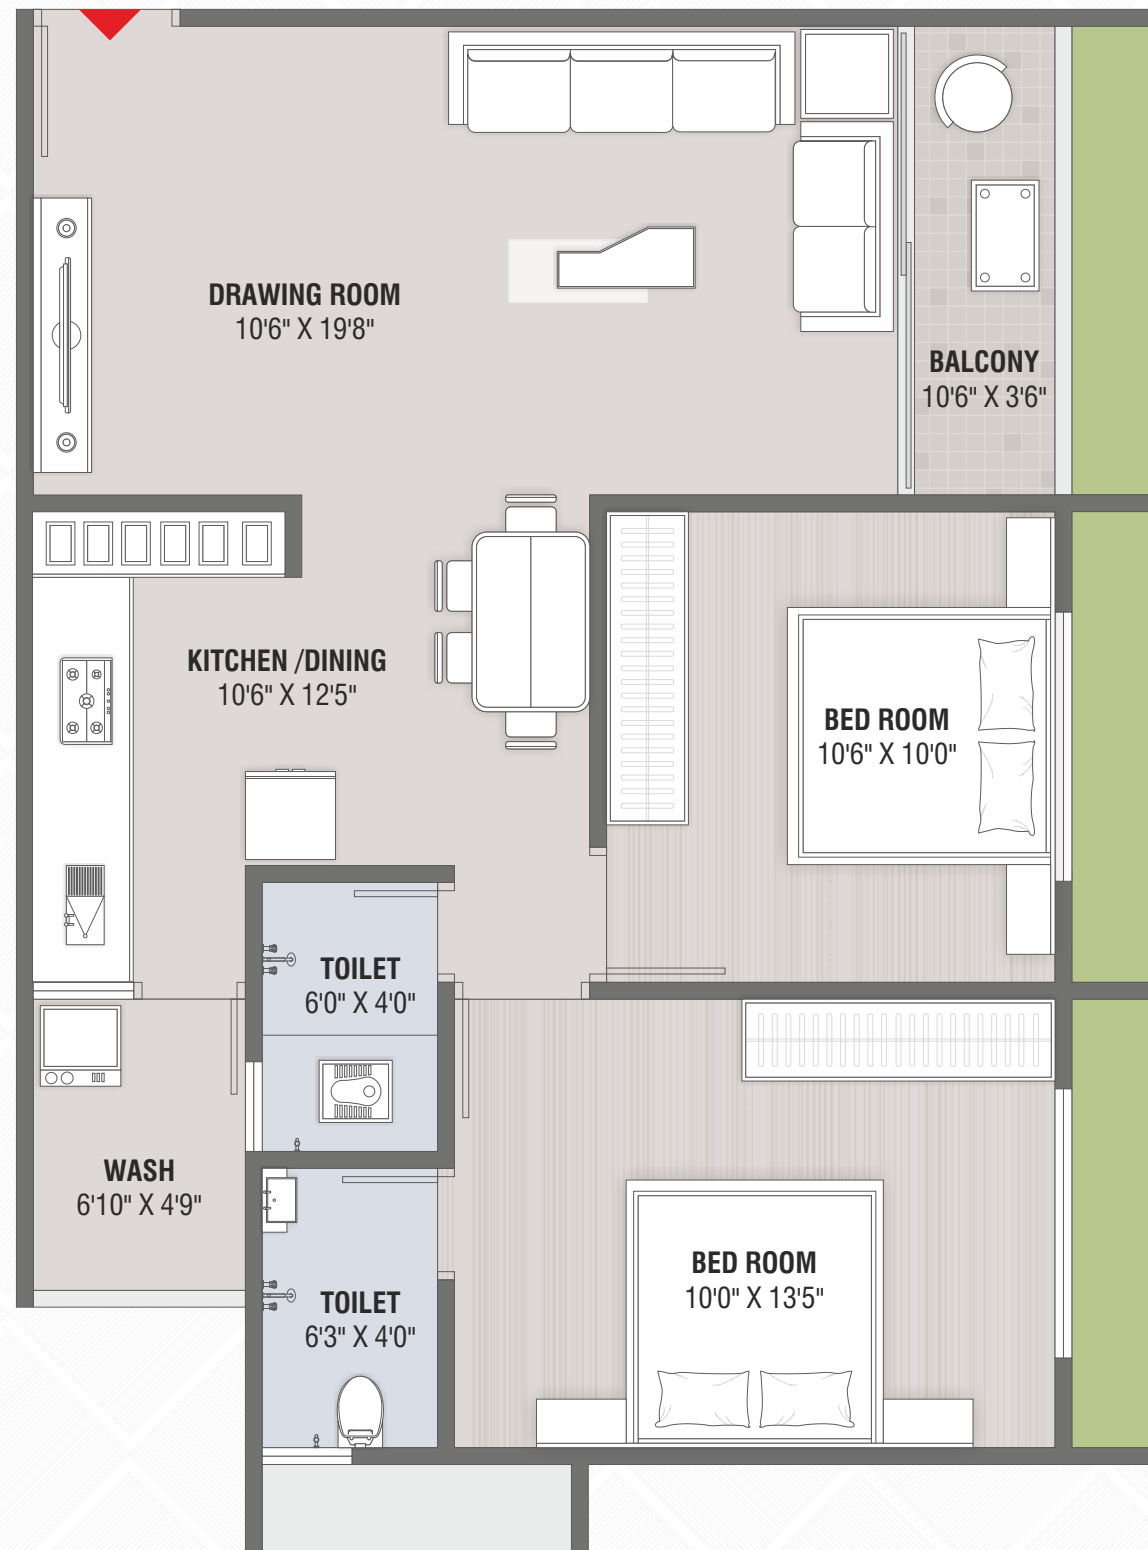 DRAWING ROOM
10'6" X 19'8"
BALCONY
10'6" X 3'6"
KITCHEN /DINING
10'6" X 12'5"
BED ROOM
10'6" X 10'0"
TOILET
6'0" X 4'0"
WASH
6'10" X 4'9"
BED ROOM
10'0" X 13'5"
TOILET
6'3" X 4'0"